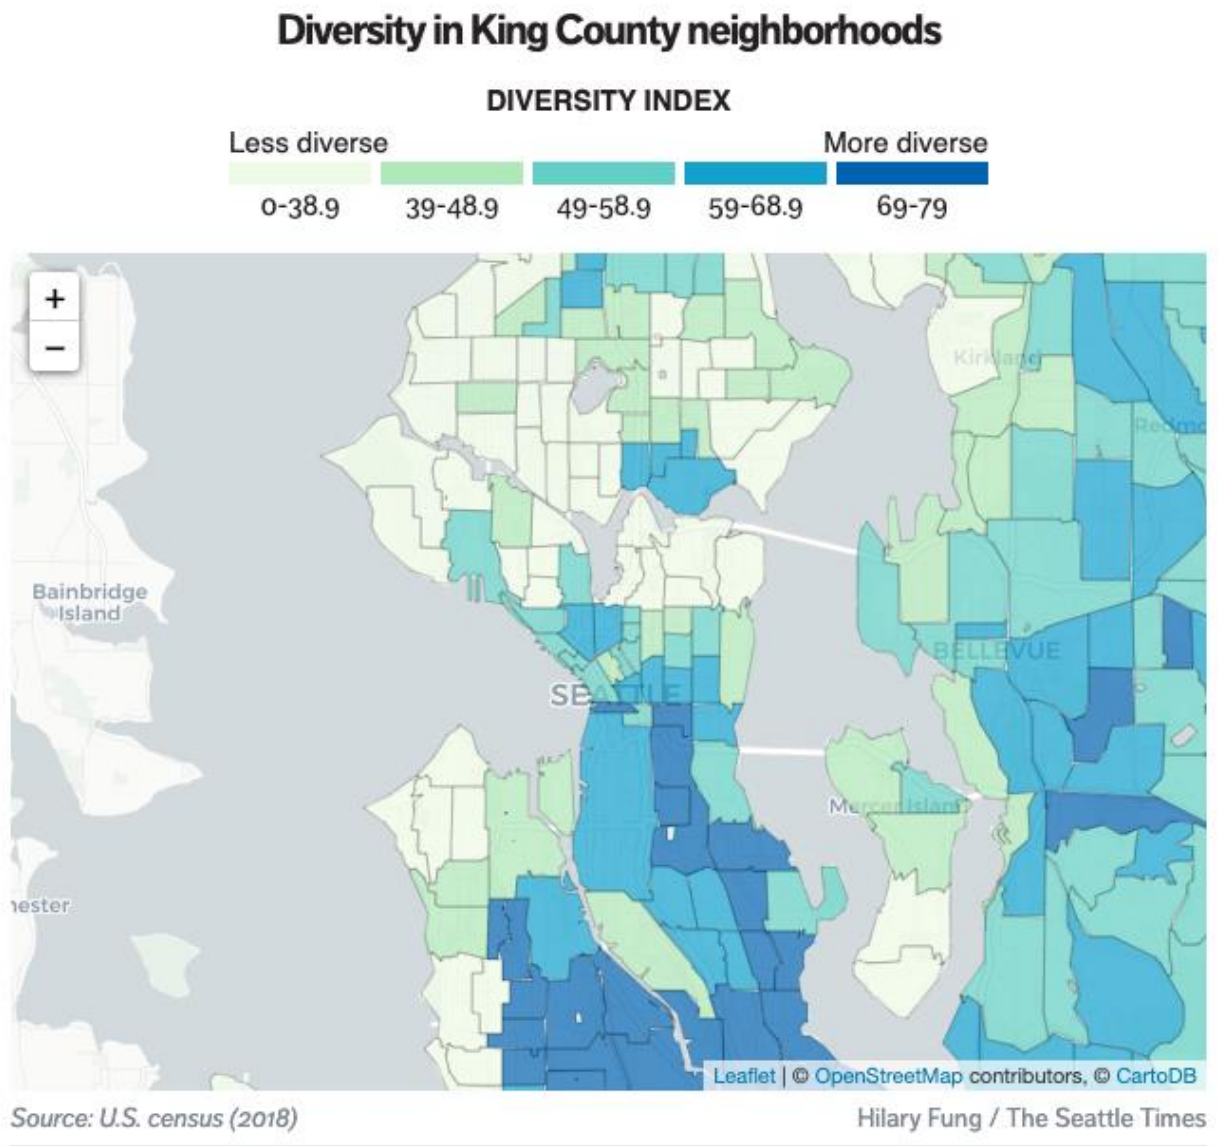 Diversity in King County neighborhoods
DIVERSITY INDEX
Less diverse
More diverse
0-38.9
39-48.9
49-58.9
59-68.9
69-79
+
−
Kirkland
Redmo
Bainbridge
Island
BELLEVUE
SEATTLE
Mercer Island
hester
Leaflet | © OpenStreetMap contributors, © CartoDB
Source: U.S. census (2018)
Hilary Fung / The Seattle Times